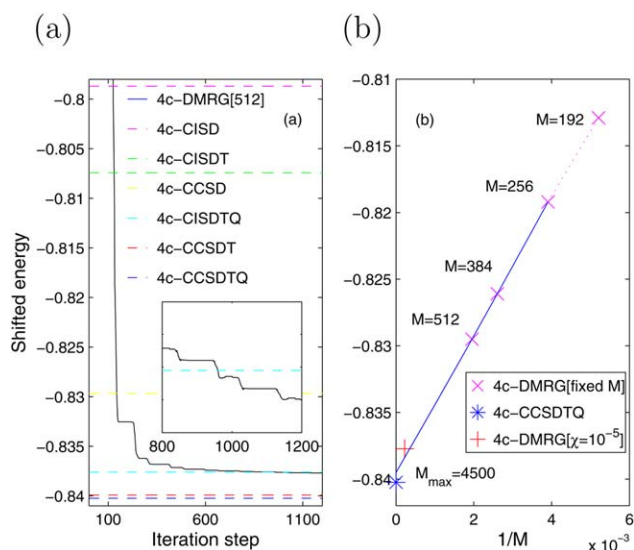 (a)
(b)
Shifted energy
−0.8
−0.805
−0.81
−0.815
−0.82
−0.825
−0.83
−0.835
−0.84
4c−DMRG[512]
(a)
4c−CISD
4c−CISDT
4c−CCSD
4c−CISDTQ
4c−CCSDT
4c−CCSDTQ
800 1000 1200
100 600 1100
Iteration step
−0.81
−0.815
−0.82
−0.825
−0.83
−0.835
−0.84
(b)
M=192
M=256
M=384
M=512
4c−DMRG[fixed M]
4c−CCSDTQ
4c−DMRG[χ=10⁻⁵]
Mmax=4500
0 2 4 6
1/M
x 10⁻³